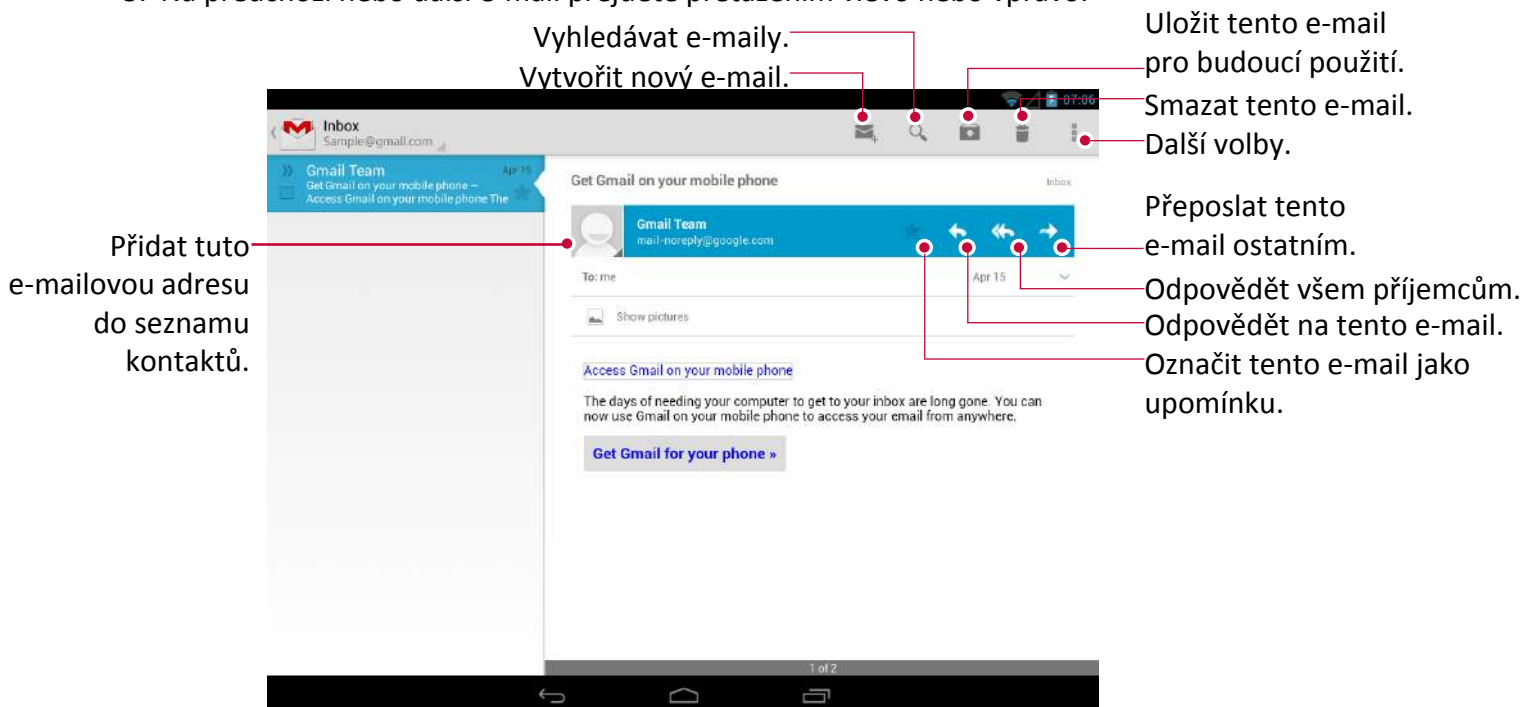 Vyhledávat e-maily.
Vytvořit nový e-mail.
Uložit tento e-mail
pro budoucí použití.
Smazat tento e-mail.
Další volby.
07:06
Inbox
Sample@gmail.com
Gmail Team
Apr 15
Get Gmail on your mobile phone –
Access Gmail on your mobile phone The
Get Gmail on your mobile phone
Inbox
Gmail Team
mail-noreply@google.com
Přidat tuto
e-mailovou adresu
do seznamu
kontaktů.
Přeposlat tento
e-mail ostatním.
Odpovědět všem příjemcům.
Odpovědět na tento e-mail.
Označit tento e-mail jako
upomínku.
To: me
Apr 15
Show pictures
Access Gmail on your mobile phone
The days of needing your computer to get to your inbox are long gone. You can
now use Gmail on your mobile phone to access your email from anywhere.
Get Gmail for your phone »
1 of 2